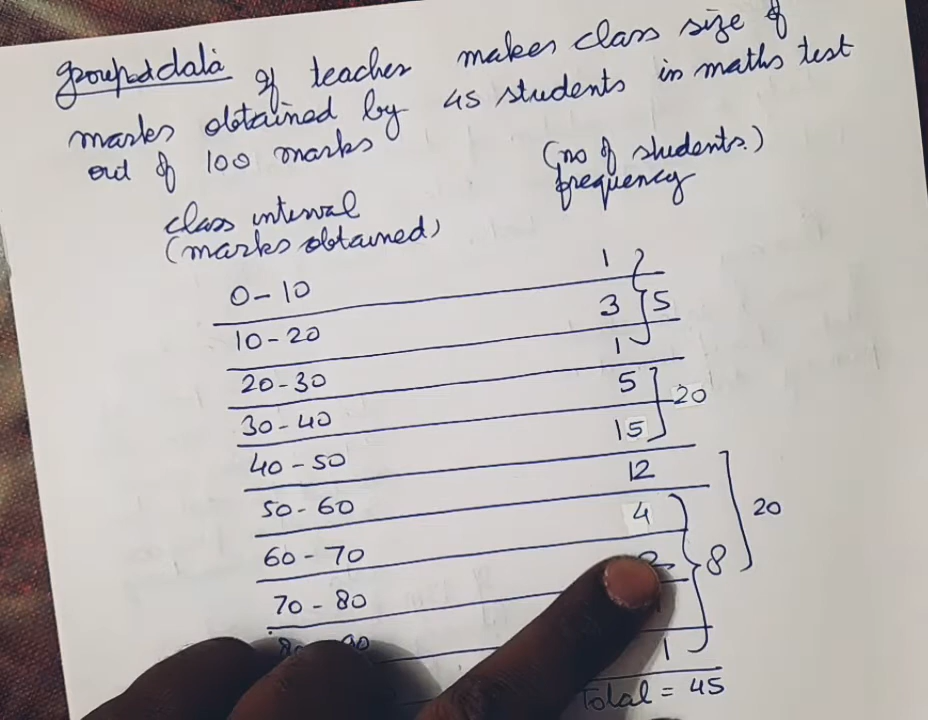 grouped data of teacher makes class size of
marks obtained by 45 students in maths test
out of 100 marks
(no of students.)
frequency
class interval
(marks obtained)
0-10 1
10-20 3 5
20-30 1
30-40 5 20
40-50 15
50-60 12
60-70 4 20
70-80 8
1
Total = 45